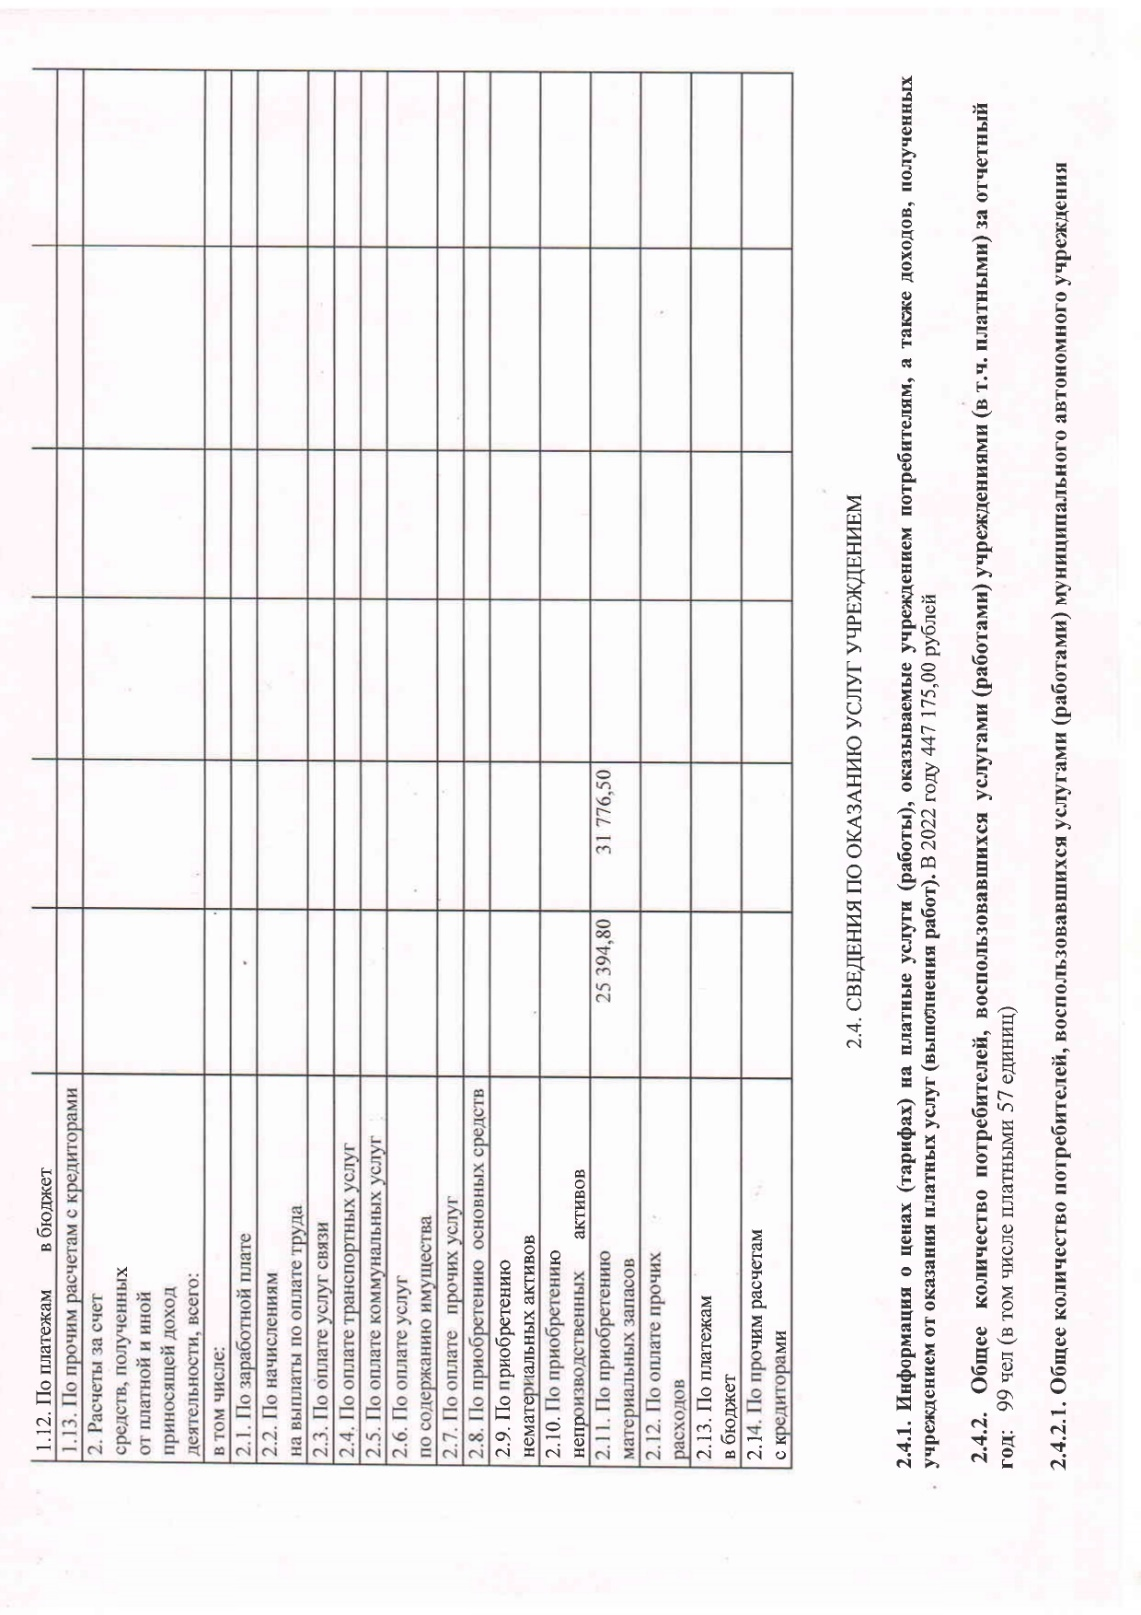 1.12. По платежам в бюджет
1.13. По прочим расчетам с кредиторами
2. Расчеты за счет
средств, полученных
от платной и иной
приносящей доход
деятельности, всего:
в том числе:
2.1. По заработной плате
2.2. По начислениям
на выплаты по оплате труда
2.3. По оплате услуг связи
2.4. По оплате транспортных услуг
2.5. По оплате коммунальных услуг
2.6. По оплате услуг
по содержанию имущества
2.7. По оплате прочих услуг
2.8. По приобретению основных средств
2.9. По приобретению
нематериальных активов
2.10. По приобретению
непроизводственных активов
2.11. По приобретению 25 394,80 31 776,50
материальных запасов
2.12. По оплате прочих
расходов
2.13. По платежам
в бюджет
2.14. По прочим расчетам
с кредиторами
2.4. СВЕДЕНИЯ ПО ОКАЗАНИЮ УСЛУГ УЧРЕЖДЕНИЕМ
2.4.1. Информация о ценах (тарифах) на платные услуги (работы), оказываемые учреждением потребителям, а также доходов, полученных
учреждением от оказания платных услуг (выполнения работ). В 2022 году 447 175,00 рублей
2.4.2. Общее количество потребителей, воспользовавшихся услугами (работами) учреждениями (в т.ч. платными) за отчетный
год: 99 чел (в том числе платными 57 единиц)
2.4.2.1. Общее количество потребителей, воспользовавшихся услугами (работами) муниципального автономного учреждения